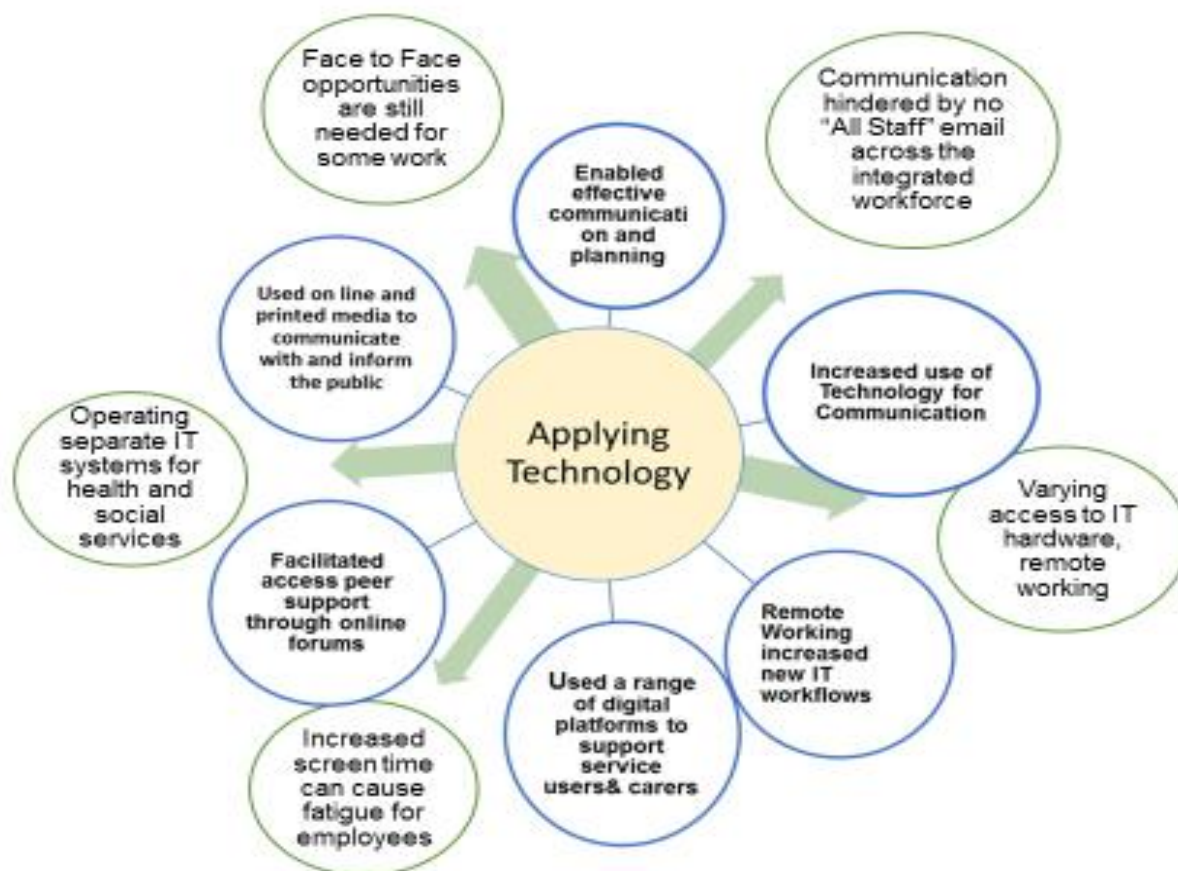 Face to Face
opportunities
are still
needed for
some work
Communication
hindered by no
“All Staff” email
across the
integrated
workforce
Enabled
effective
communicati
on and
planning
Used on line and
printed media to
communicate
with and inform
the public
Increased use of
Technology for
Communication
Applying
Technology
Operating
separate IT
systems for
health and
social
services
Varying
access to IT
hardware,
remote
working
Facilitated
access peer
support
through online
forums
Remote
Working
increased
new IT
workflows
Used a range
of digital
platforms to
support
service
users& carers
Increased
screen time
can cause
fatigue for
employees